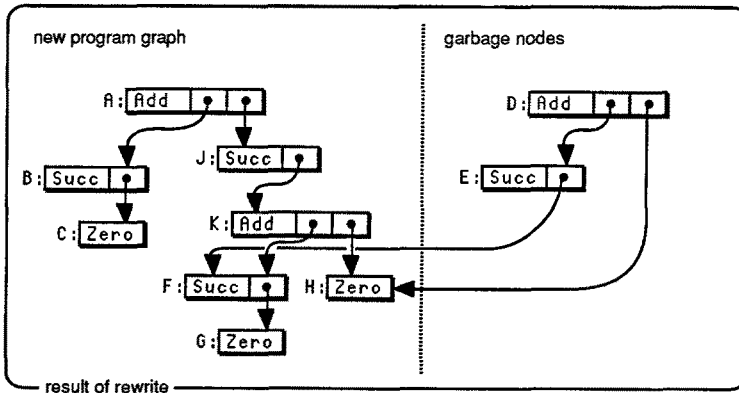 new program graph
garbage nodes
A: Add
D: Add
J: Succ
B: Succ
E: Succ
C: Zero
K: Add
F: Succ
H: Zero
G: Zero
result of rewrite